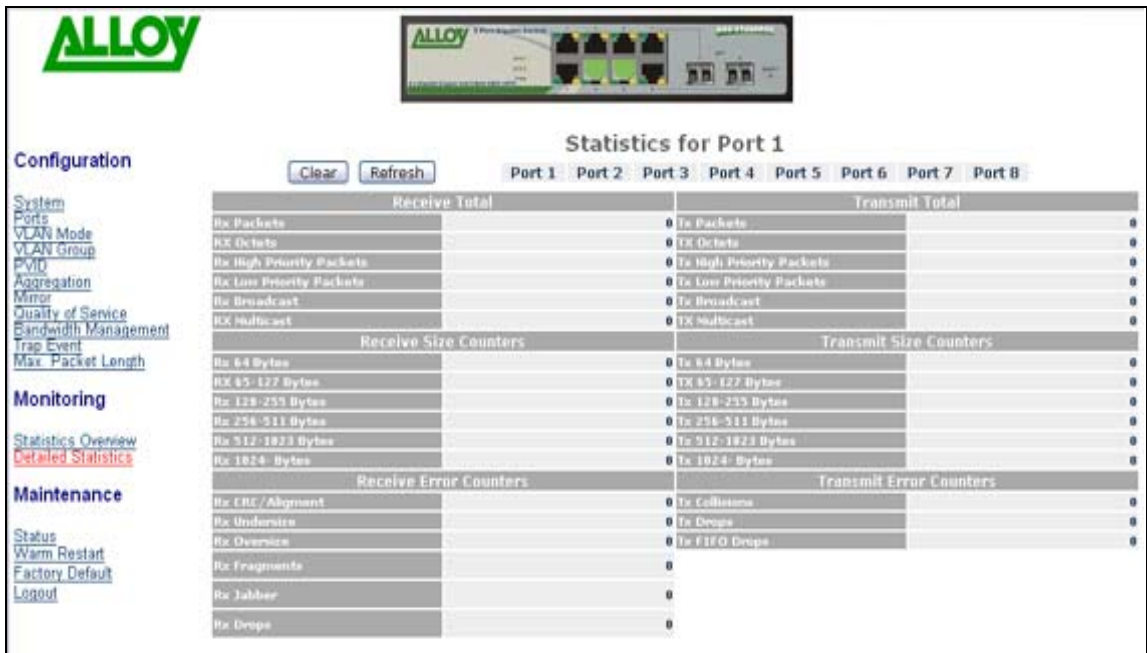 ALLOY
ALLOY
Configuration
System
Ports
VLAN Mode
VLAN Group
PVID
Aggregation
Mirror
Quality of Service
Bandwidth Management
Trap Event
Max. Packet Length
Monitoring
Statistics Overview
Detailed Statistics
Maintenance
Status
Warm Restart
Factory Default
Logout
Statistics for Port 1
Clear Refresh Port 1 Port 2 Port 3 Port 4 Port 5 Port 6 Port 7 Port 8
Receive Total Transmit Total
Rx Packets 0 Tx Packets 0
RX Octets 0 TX Octets 0
Rx High Priority Packets 0 Tx High Priority Packets 0
Rx Low Priority Packets 0 Tx Low Priority Packets 0
Rx Broadcast 0 Tx Broadcast 0
RX Multicast 0 TX Multicast 0
Receive Size Counters Transmit Size Counters
Rx 64 Bytes 0 Tx 64 Bytes 0
RX 65-127 Bytes 0 TX 65-127 Bytes 0
Rx 128-255 Bytes 0 Tx 128-255 Bytes 0
Rx 256-511 Bytes 0 Tx 256-511 Bytes 0
Rx 512-1023 Bytes 0 Tx 512-1023 Bytes 0
Rx 1024- Bytes 0 Tx 1024- Bytes 0
Receive Error Counters Transmit Error Counters
Rx CRC/Aligment 0 Tx Collisions 0
Rx Undersize 0 Tx Drops 0
Rx Oversize 0 Tx FIFO Drops 0
Rx Fragments 0
Rx Jabber 0
Rx Drops 0